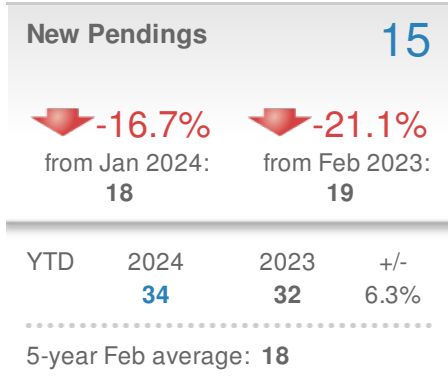 New Pendings 15
-16.7% -21.1%
from Jan 2024: from Feb 2023:
18 19
YTD 2024 2023 +/-
34 32 6.3%
5-year Feb average: 18